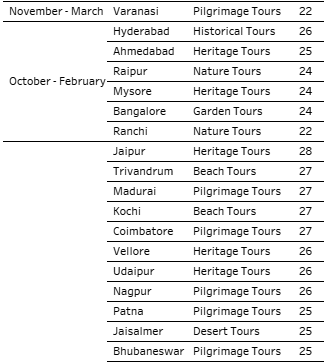 November - March Varanasi Pilgrimage Tours 22
Hyderabad Historical Tours 26
Ahmedabad Heritage Tours 25
Raipur Nature Tours 24
October - February
Mysore Heritage Tours 24
Bangalore Garden Tours 24
Ranchi Nature Tours 22
Jaipur Heritage Tours 28
Trivandrum Beach Tours 27
Madurai Pilgrimage Tours 27
Kochi Beach Tours 27
Coimbatore Pilgrimage Tours 27
Vellore Heritage Tours 26
Udaipur Heritage Tours 26
Nagpur Pilgrimage Tours 26
Patna Pilgrimage Tours 25
Jaisalmer Desert Tours 25
Bhubaneswar Pilgrimage Tours 25